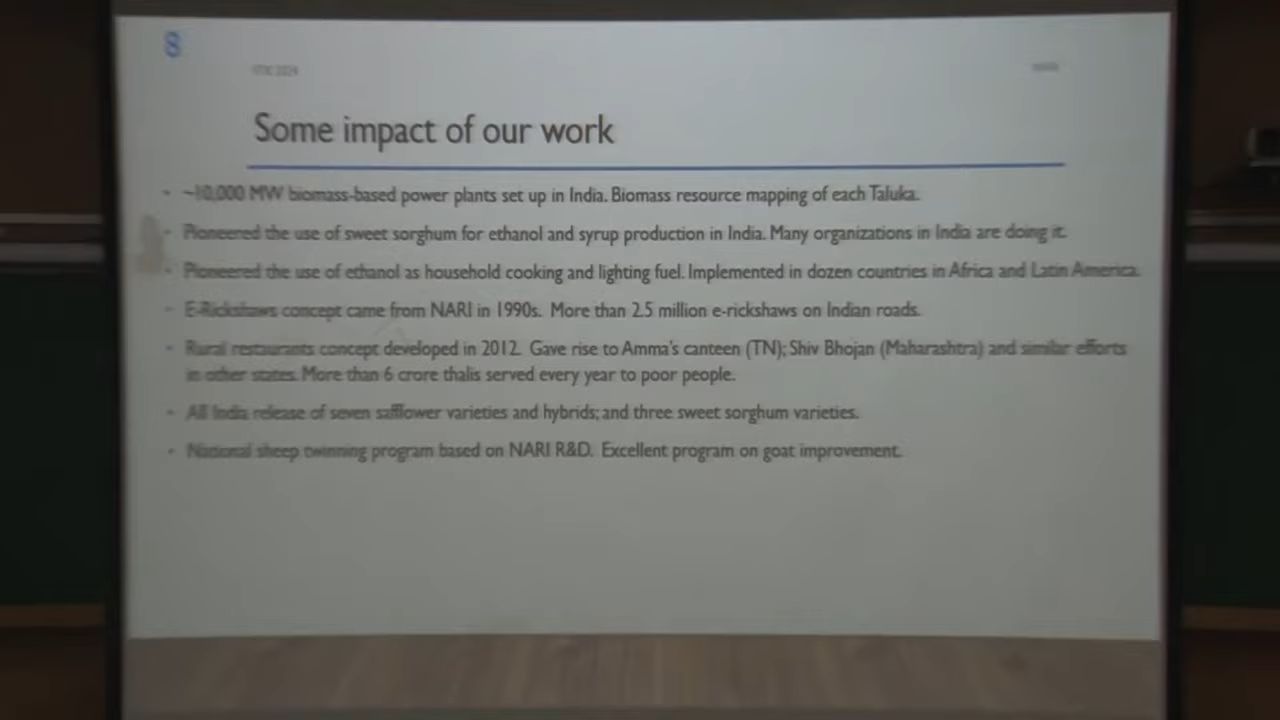 8
Some impact of our work
• ~10,000 MW biomass-based power plants set up in India. Biomass resource mapping of each Taluka.
• Pioneered the use of sweet sorghum for ethanol and syrup production in India. Many organizations in India are doing it.
• Pioneered the use of ethanol as household cooking and lighting fuel. Implemented in dozen countries in Africa and Latin America.
• E-Rickshaws concept came from NARI in 1990s. More than 2.5 million e-rickshaws on Indian roads.
• Rural restaurants concept developed in 2012. Gave rise to Amma's canteen (TN); Shiv Bhojan (Maharashtra) and similar efforts
in other states. More than 6 crore thalis served every year to poor people.
• All India release of seven safflower varieties and hybrids; and three sweet sorghum varieties.
• National sheep twinning program based on NARI R&D. Excellent program on goat improvement.